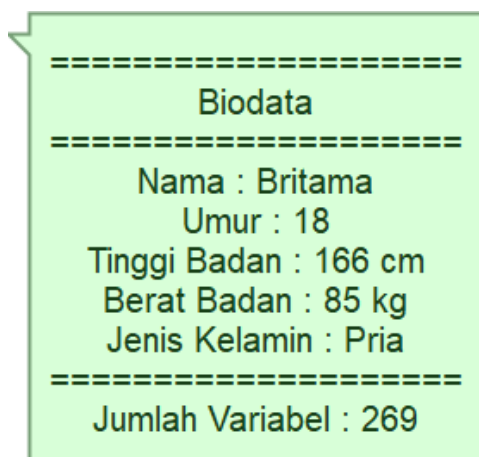 ====================
Biodata
====================
Nama : Britama
Umur : 18
Tinggi Badan : 166 cm
Berat Badan : 85 kg
Jenis Kelamin : Pria
====================
Jumlah Variabel : 269